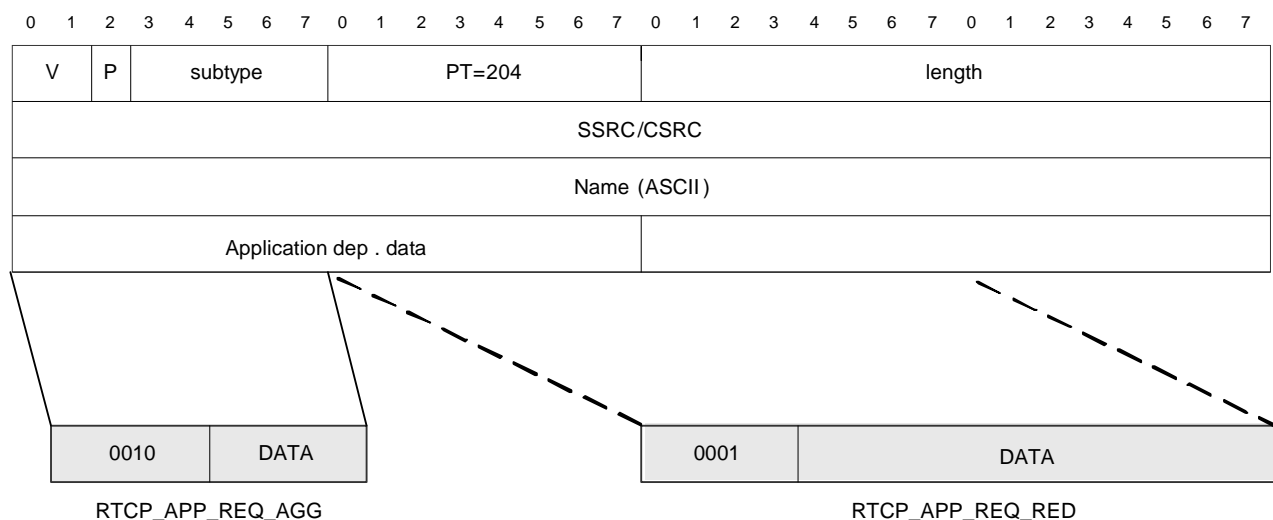 0 1 2 3 4 5 6 7 0 1 2 3 4 5 6 7 0 1 2 3 4 5 6 7 0 1 2 3 4 5 6 7
V P subtype PT=204 length
SSRC/CSRC
Name (ASCII)
Application dep . data
0010 DATA 0001 DATA
RTCP_APP_REQ_AGG RTCP_APP_REQ_RED